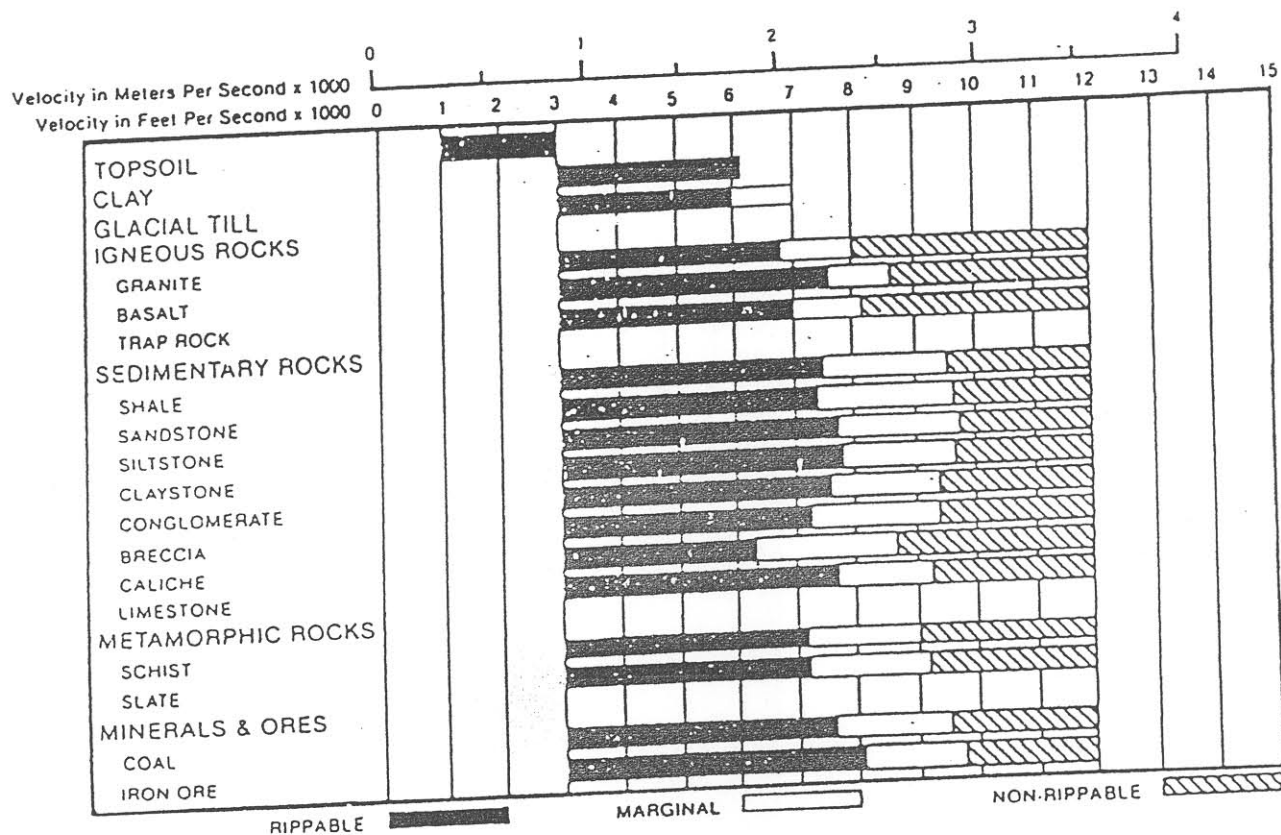 0 1 2 3 4
Velocity in Meters Per Second x 1000
Velocity in Feet Per Second x 1000 0 1 2 3 4 5 6 7 8 9 10 11 12 13 14 15
TOPSOIL
CLAY
GLACIAL TILL
IGNEOUS ROCKS
GRANITE
BASALT
TRAP ROCK
SEDIMENTARY ROCKS
SHALE
SANDSTONE
SILTSTONE
CLAYSTONE
CONGLOMERATE
BRECCIA
CALICHE
LIMESTONE
METAMORPHIC ROCKS
SCHIST
SLATE
MINERALS & ORES
COAL
IRON ORE
RIPPABLE MARGINAL NON-RIPPABLE